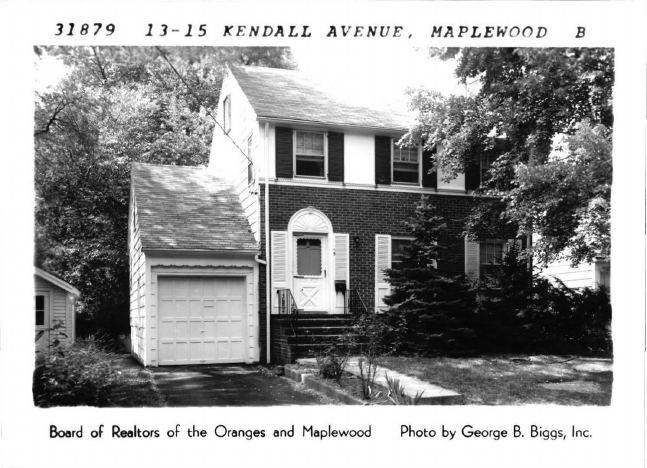 31879 13-15 KENDALL AVENUE, MAPLEWOOD B
Board of Realtors of the Oranges and Maplewood Photo by George B. Biggs, Inc.